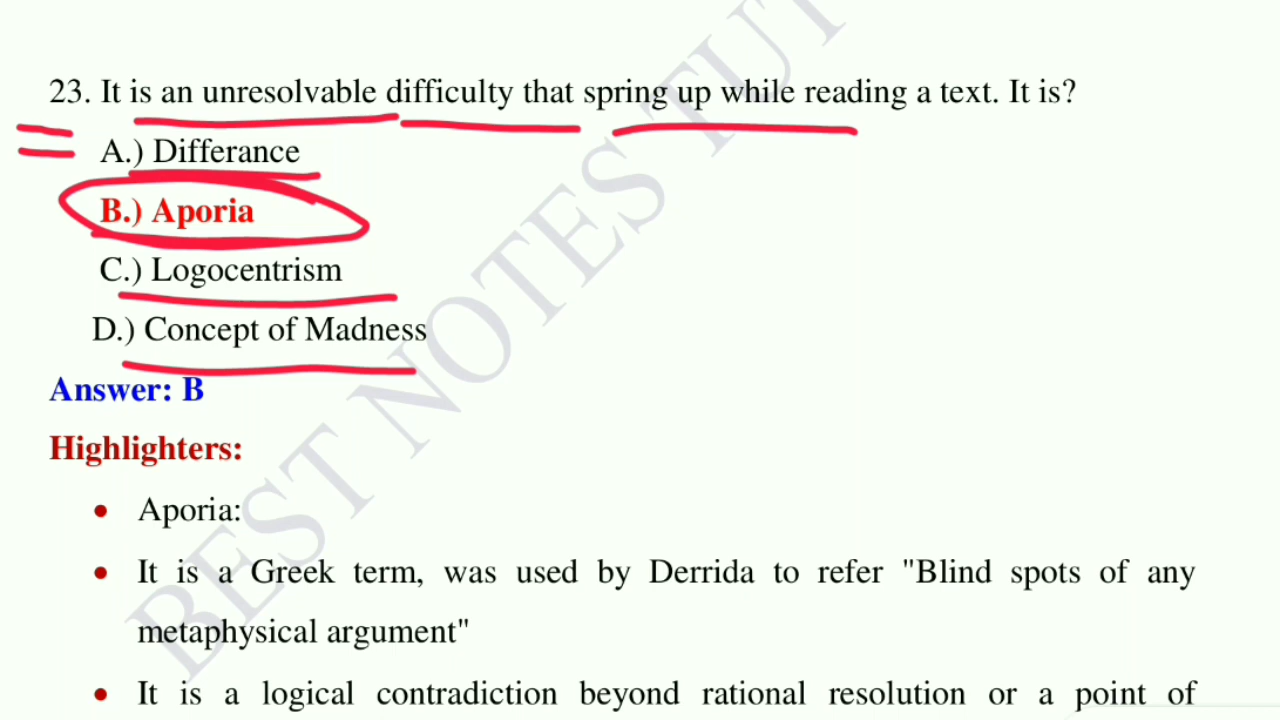 23. It is an unresolvable difficulty that spring up while reading a text. It is?
A.) Differance
B.) Aporia
C.) Logocentrism
D.) Concept of Madness
Answer: B
Highlighters:
• Aporia:
• It is a Greek term, was used by Derrida to refer "Blind spots of any
metaphysical argument"
• It is a logical contradiction beyond rational resolution or a point of
BEST NOTES TUT